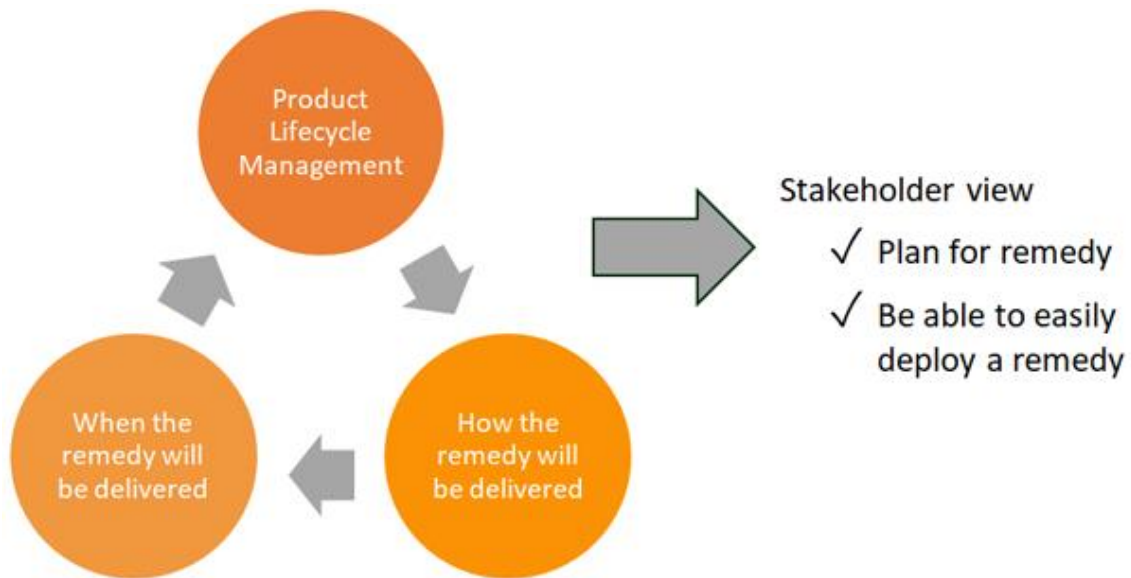 Product
Lifecycle
Management
How the
remedy will
be delivered
When the
remedy will
be delivered
Stakeholder view
✓ Plan for remedy
✓ Be able to easily
deploy a remedy